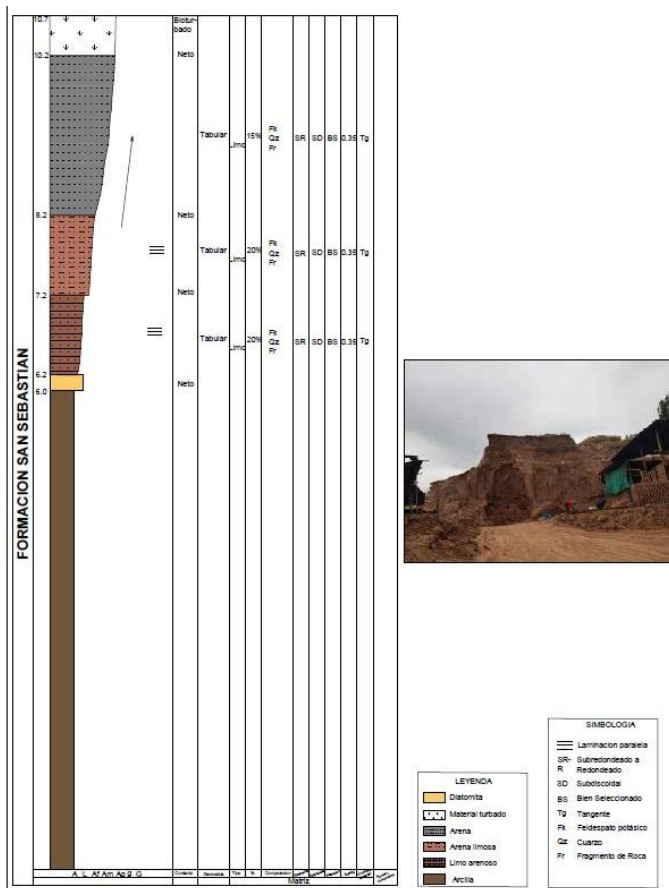 FORMACION SAN SEBASTIAN
10.7
Bioturbado
10.2
Neto
Tabular
Limo
15%
Fk
Qz
Fr
SR
SD
BS
0.35
Tg
8.2
Neto
Tabular
Limo
20%
Fk
Qz
Fr
SR
SD
BS
0.35
Tg
7.2
Neto
Tabular
Limo
20%
Fk
Qz
Fr
SR
SD
BS
0.35
Tg
6.2
6.0
Neto
A L Af Am Ag g G
Contacto
Geometria
Tipo
%
Composicion
Matriz
LEYENDA
Diatomita
Material turbado
Arena
Arena limosa
Limo arenoso
Arcilla
SIMBOLOGIA
Laminacion paralela
SR-R Subredondeado a Redondeado
SD Subdiscoidal
BS Bien Seleccionado
Tg Tangente
Fk Feldespato potásico
Qz Cuarzo
Fr Fragmento de Roca